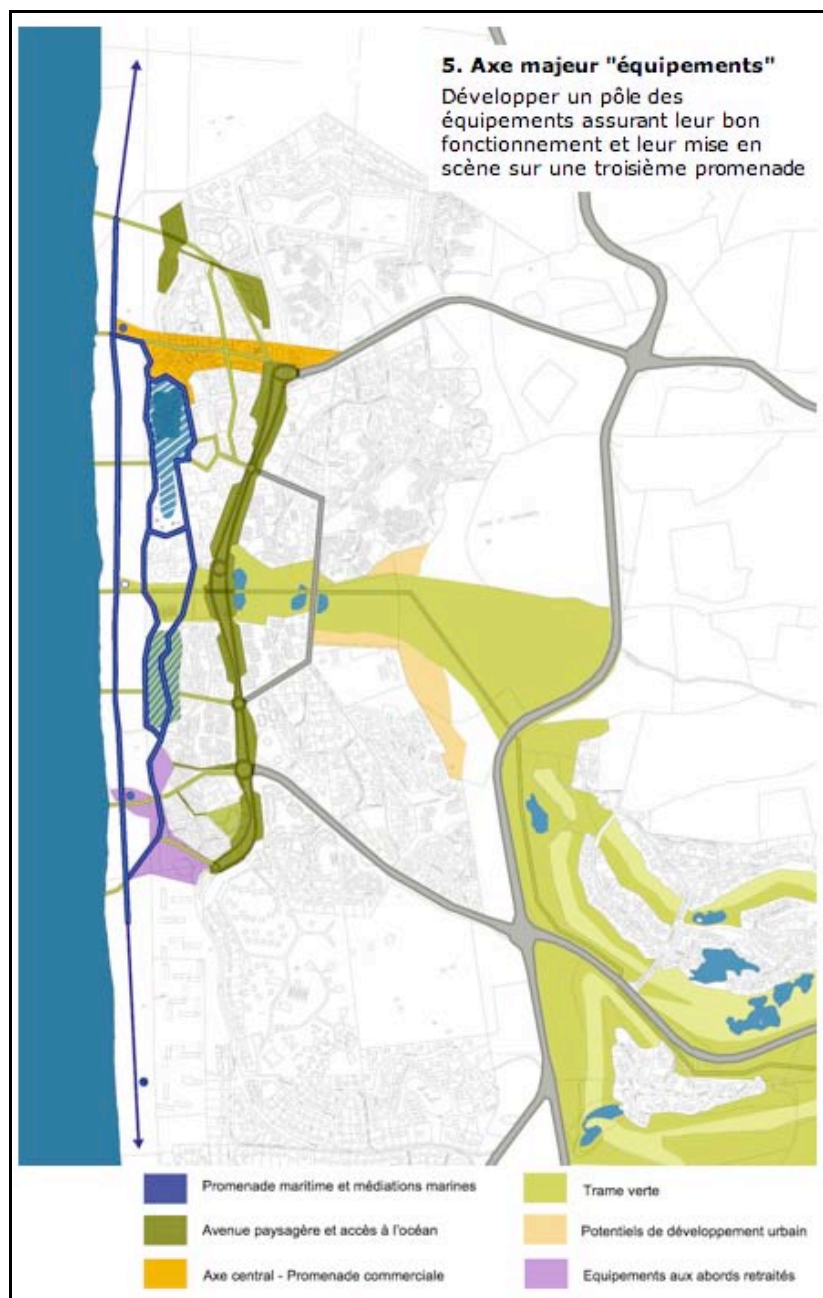 5. Axe majeur "équipements"
Développer un pôle des
équipements assurant leur bon
fonctionnement et leur mise en
scène sur une troisième promenade
Promenade maritime et médiations marines
Avenue paysagère et accès à l'océan
Axe central - Promenade commerciale
Trame verte
Potentiels de développement urbain
Equipements aux abords retraités